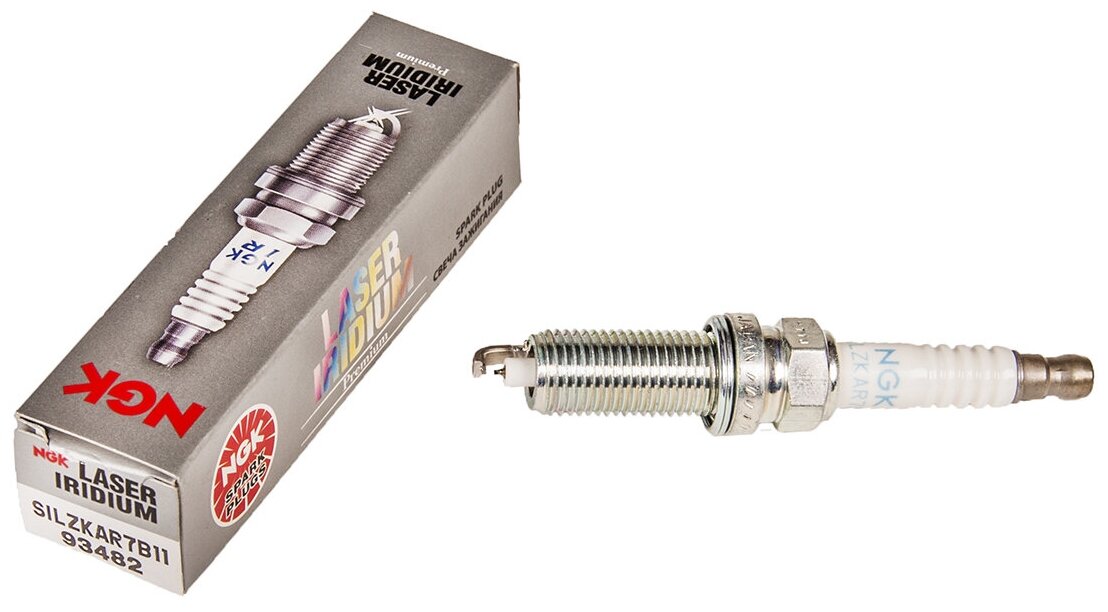 LASER
IRIDIUM
Premium
NGK
IR
NGK
LASER
IRIDIUM
Premium
SPARK PLUG
СВЕЧА ЗАЖИГАНИЯ
NGK
SPARK
PLUGS
NGK LASER
IRIDIUM
SILZKAR7B11
93482
JAPAN
NGK